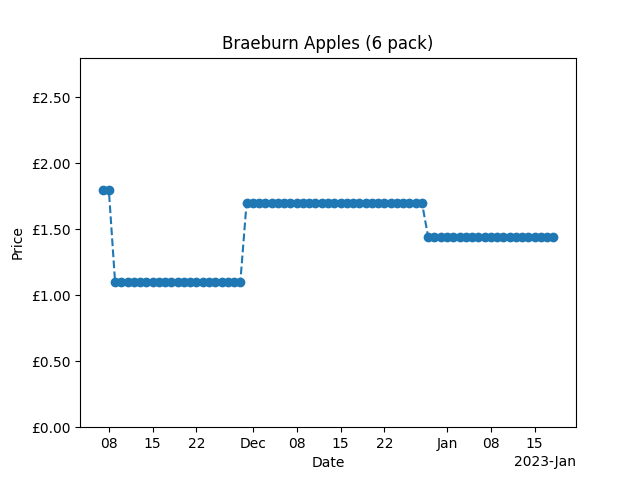 Braeburn Apples (6 pack)
£2.50
£2.00
£1.50
£1.00
£0.50
£0.00
Price
08 15 22 Dec 08 15 22 Jan 08 15
Date
2023-Jan